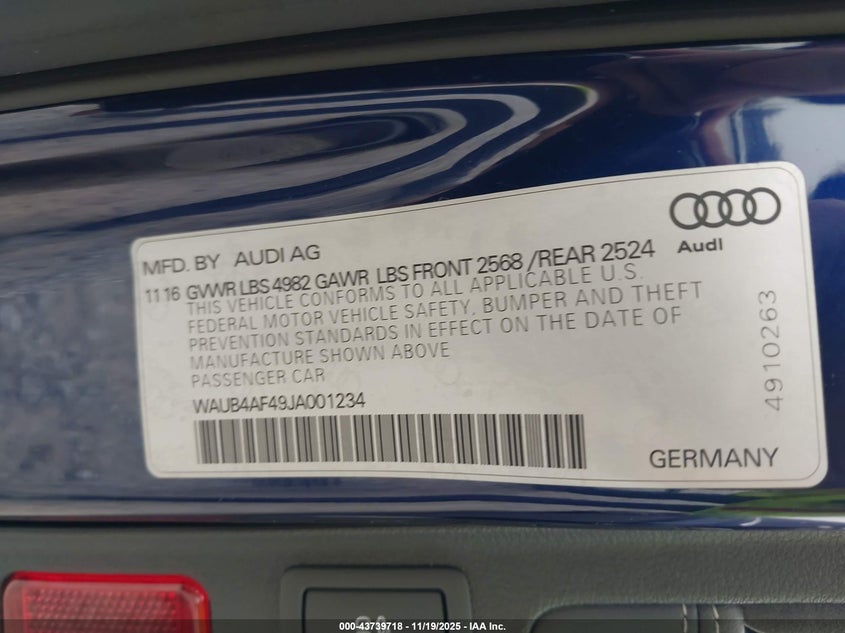 Audi
MFD. BY AUDI AG
11 16 GVWR LBS 4982 GAWR LBS FRONT 2568 /REAR 2524
THIS VEHICLE CONFORMS TO ALL APPLICABLE U.S.
FEDERAL MOTOR VEHICLE SAFETY, BUMPER AND THEFT
PREVENTION STANDARDS IN EFFECT ON THE DATE OF
MANUFACTURE SHOWN ABOVE
PASSENGER CAR
WAUB4AF49JA001234
4910263
GERMANY
000-43739718 - 11/19/2025 - IAA Inc.